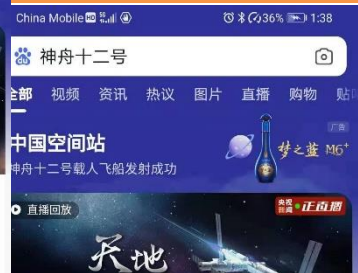 China Mobile HD 36% 1:38
神舟十二号
全部 视频 资讯 热议 图片 直播 购物 贴
广告
中国空间站
梦之蓝 M6+
神舟十二号载人飞船发射成功
直播回放
央视新闻 正直播
天地